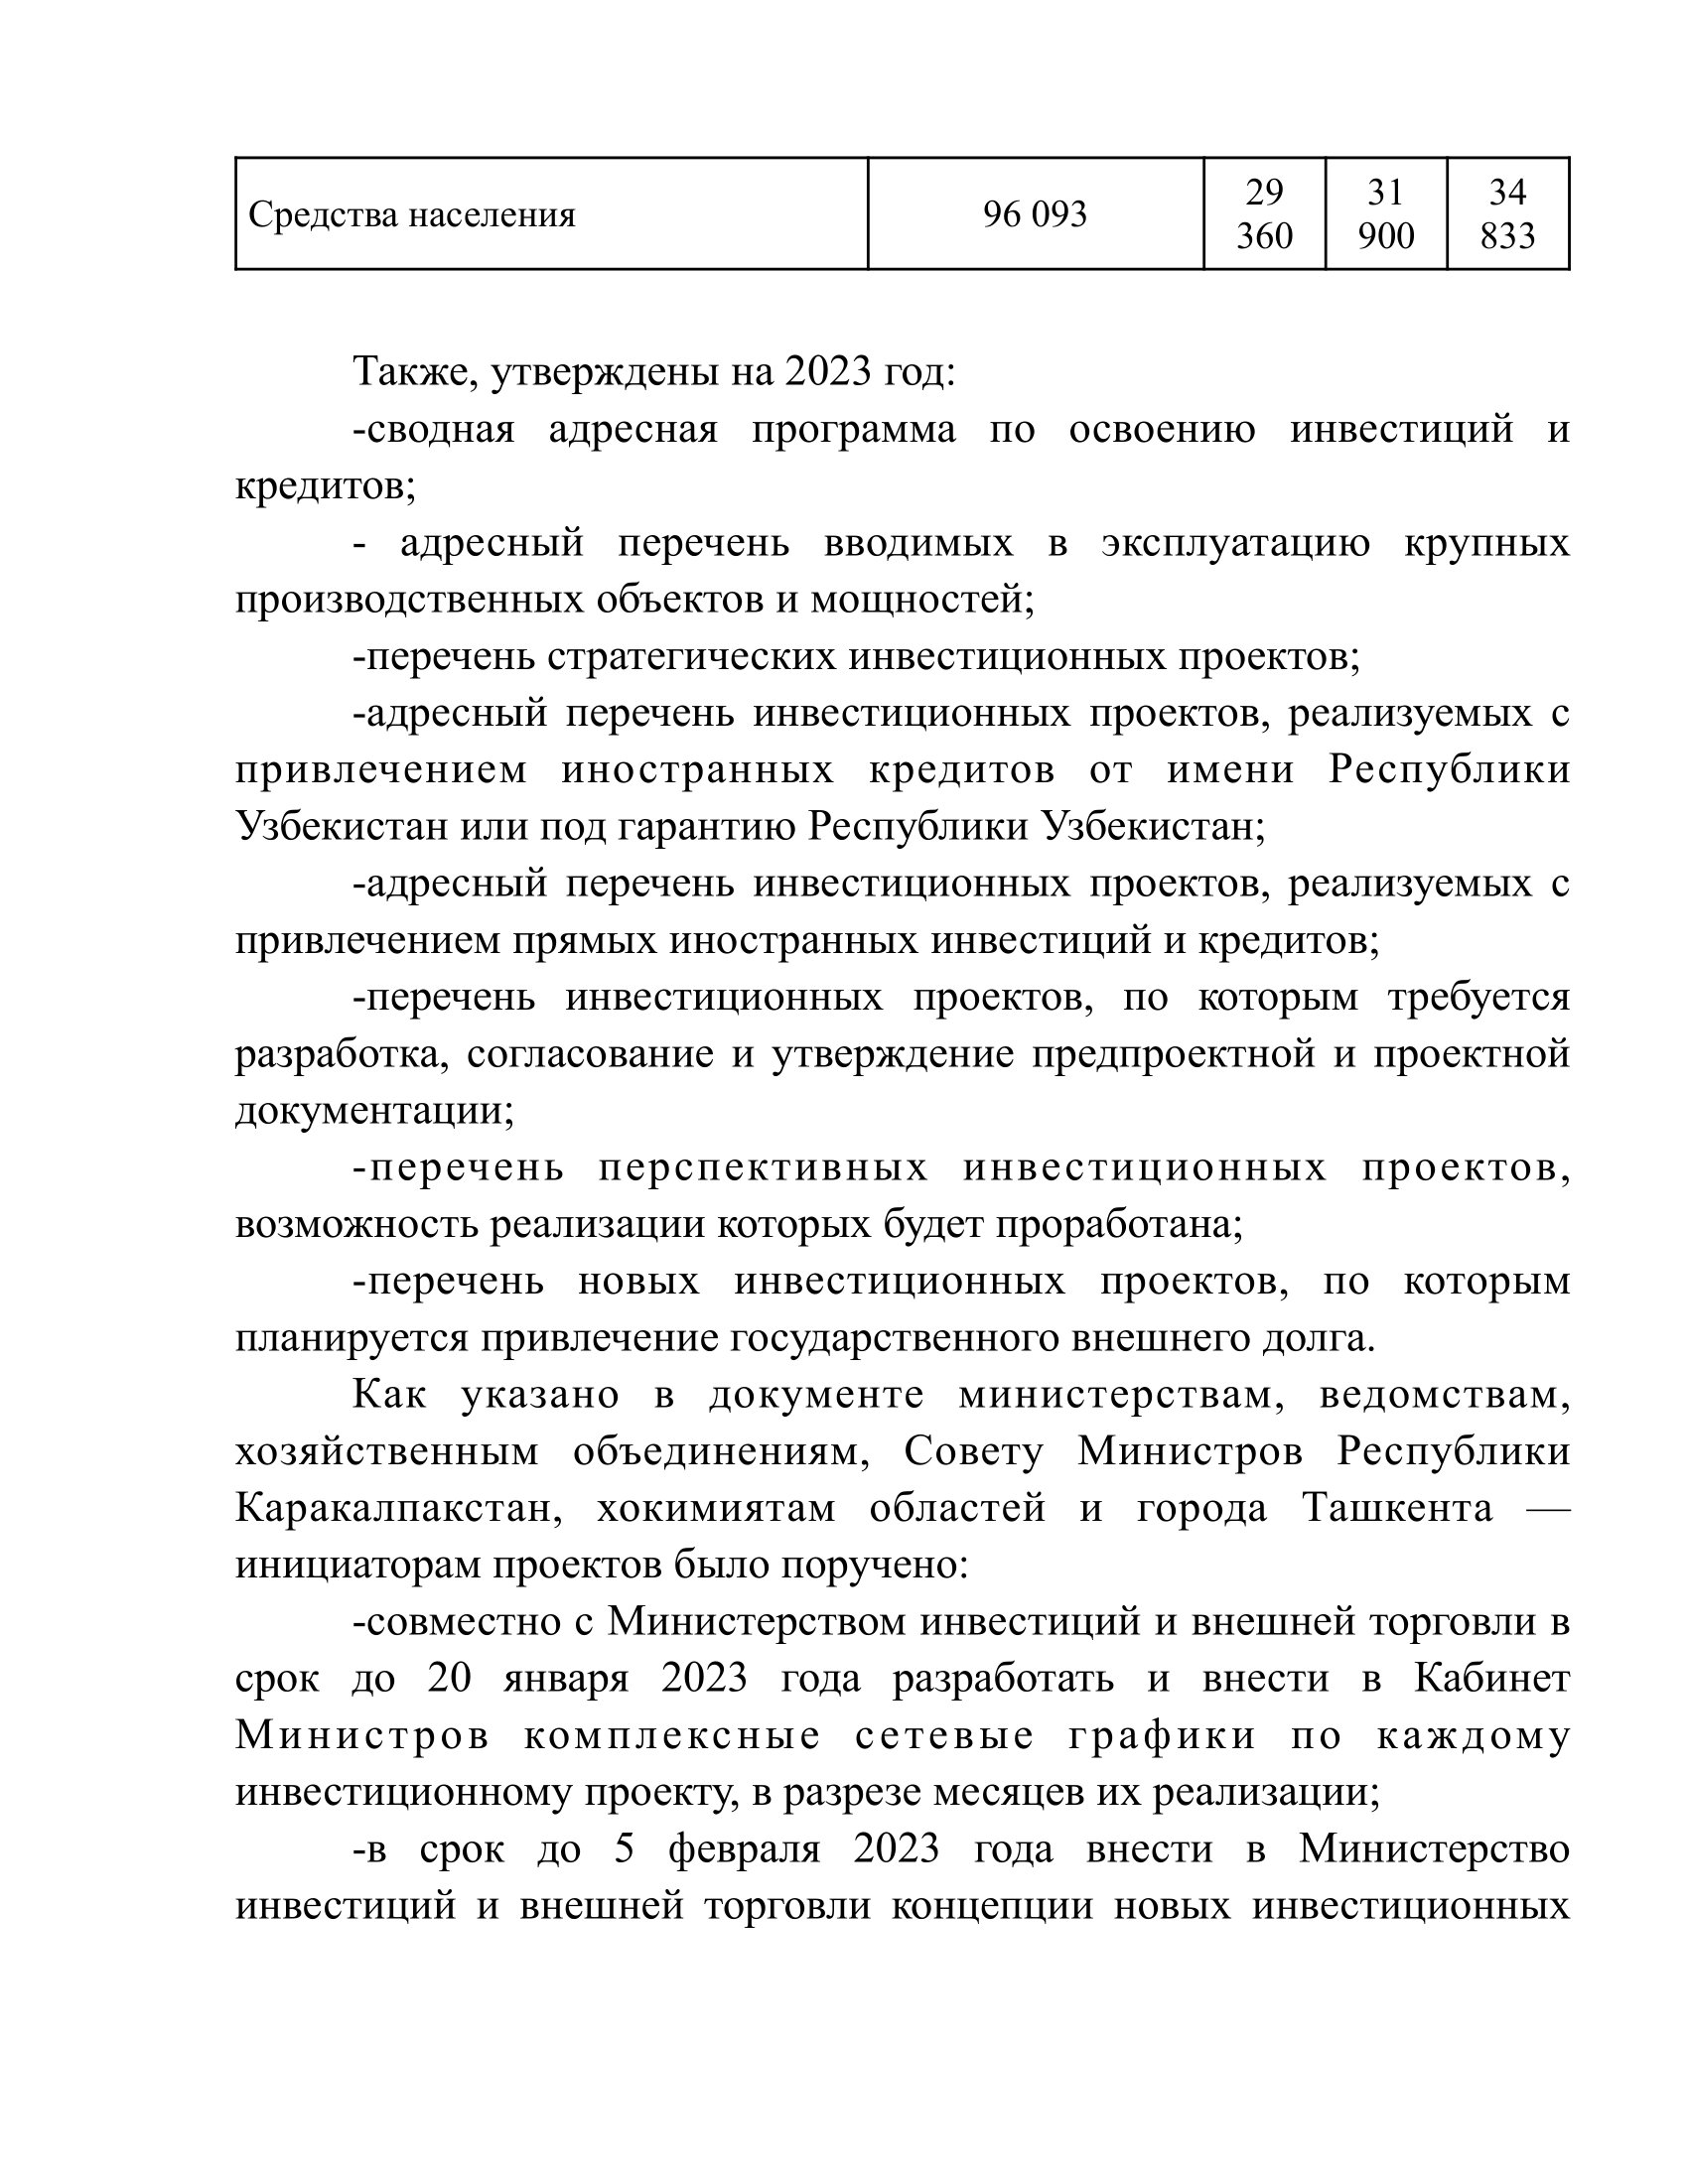 Средства населения 96 093 29 360 31 900 34 833
Также, утверждены на 2023 год:
-сводная адресная программа по освоению инвестиций и
кредитов;
- адресный перечень вводимых в эксплуатацию крупных
производственных объектов и мощностей;
-перечень стратегических инвестиционных проектов;
-адресный перечень инвестиционных проектов, реализуемых с
привлечением иностранных кредитов от имени Республики
Узбекистан или под гарантию Республики Узбекистан;
-адресный перечень инвестиционных проектов, реализуемых с
привлечением прямых иностранных инвестиций и кредитов;
-перечень инвестиционных проектов, по которым требуется
разработка, согласование и утверждение предпроектной и проектной
документации;
-перечень перспективных инвестиционных проектов,
возможность реализации которых будет проработана;
-перечень новых инвестиционных проектов, по которым
планируется привлечение государственного внешнего долга.
Как указано в документе министерствам, ведомствам,
хозяйственным объединениям, Совету Министров Республики
Каракалпакстан, хокимиятам областей и города Ташкента —
инициаторам проектов было поручено:
-совместно с Министерством инвестиций и внешней торговли в
срок до 20 января 2023 года разработать и внести в Кабинет
Министров комплексные сетевые графики по каждому
инвестиционному проекту, в разрезе месяцев их реализации;
-в срок до 5 февраля 2023 года внести в Министерство
инвестиций и внешней торговли концепции новых инвестиционных